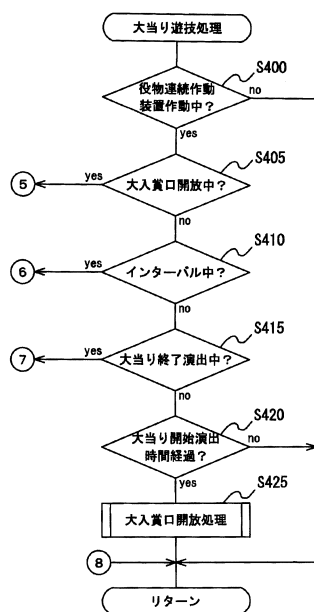 大当り遊技処理
S400
役物連続作動
装置作動中？
no
yes
S405
大入賞口開放中？
yes
5
no
S410
インターバル中？
yes
6
no
S415
大当り終了演出中？
yes
7
no
S420
大当り開始演出
時間経過？
no
yes
S425
大入賞口開放処理
8
リターン